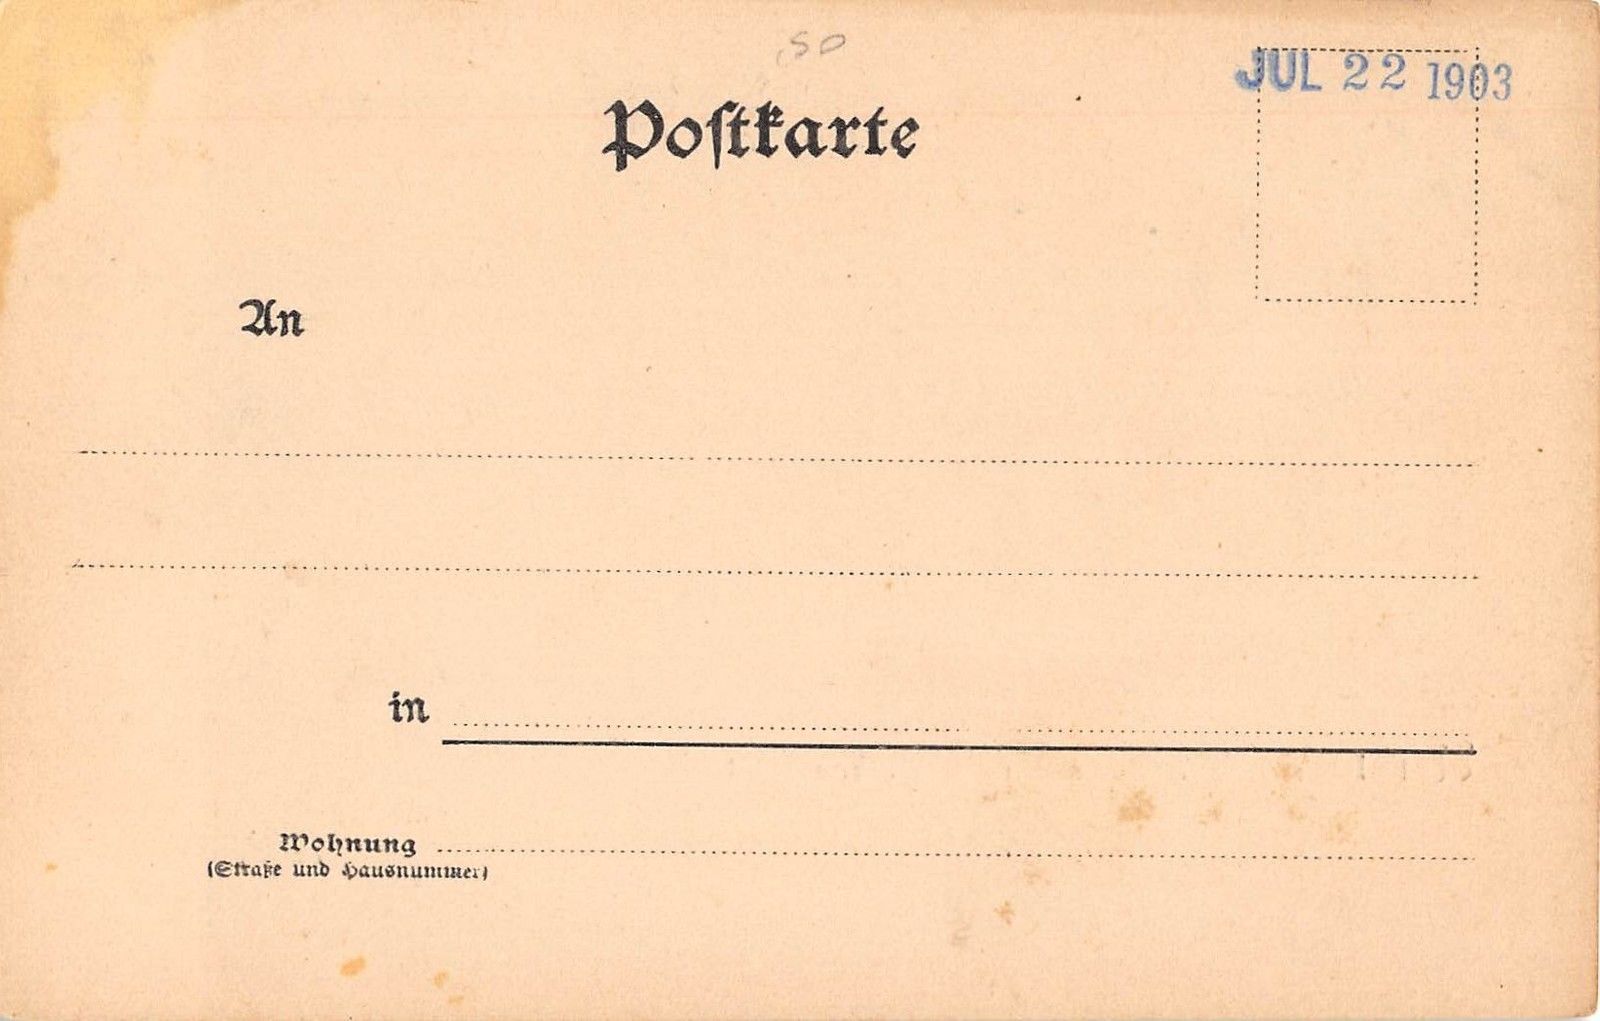 .50
JUL 22 1903
Poſtkarte
An
in
Wohnung
(Straße und Hausnummer)